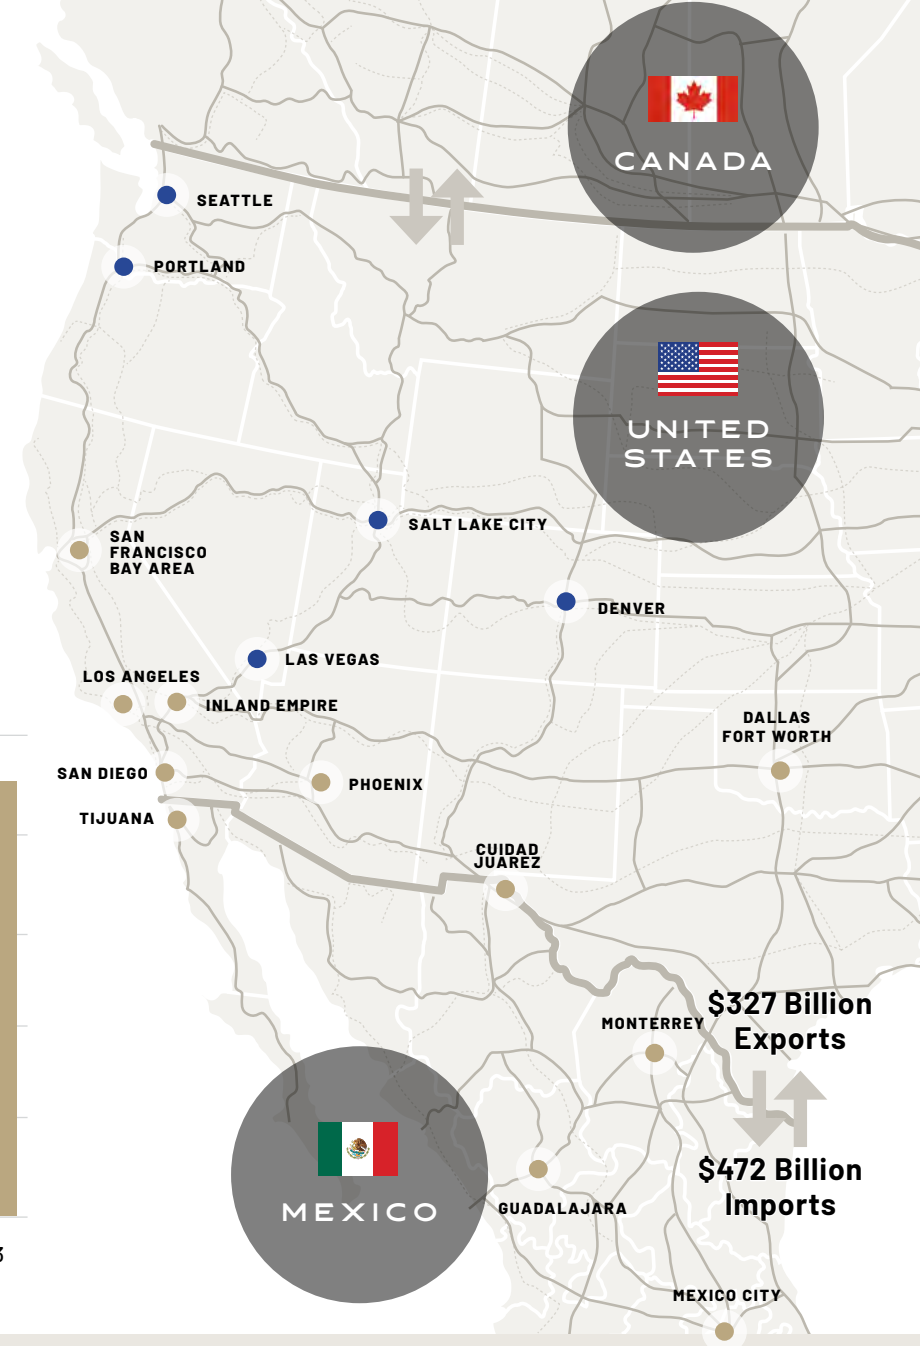 CANADA
SEATTLE
PORTLAND
UNITED
STATES
SALT LAKE CITY
SAN
FRANCISCO
BAY AREA
DENVER
LAS VEGAS
LOS ANGELES
INLAND EMPIRE
DALLAS
FORT WORTH
SAN DIEGO
PHOENIX
TIJUANA
CUIDAD
JUAREZ
$327 Billion
Exports
MONTERREY
$472 Billion
Imports
MEXICO
GUADALAJARA
3
MEXICO CITY